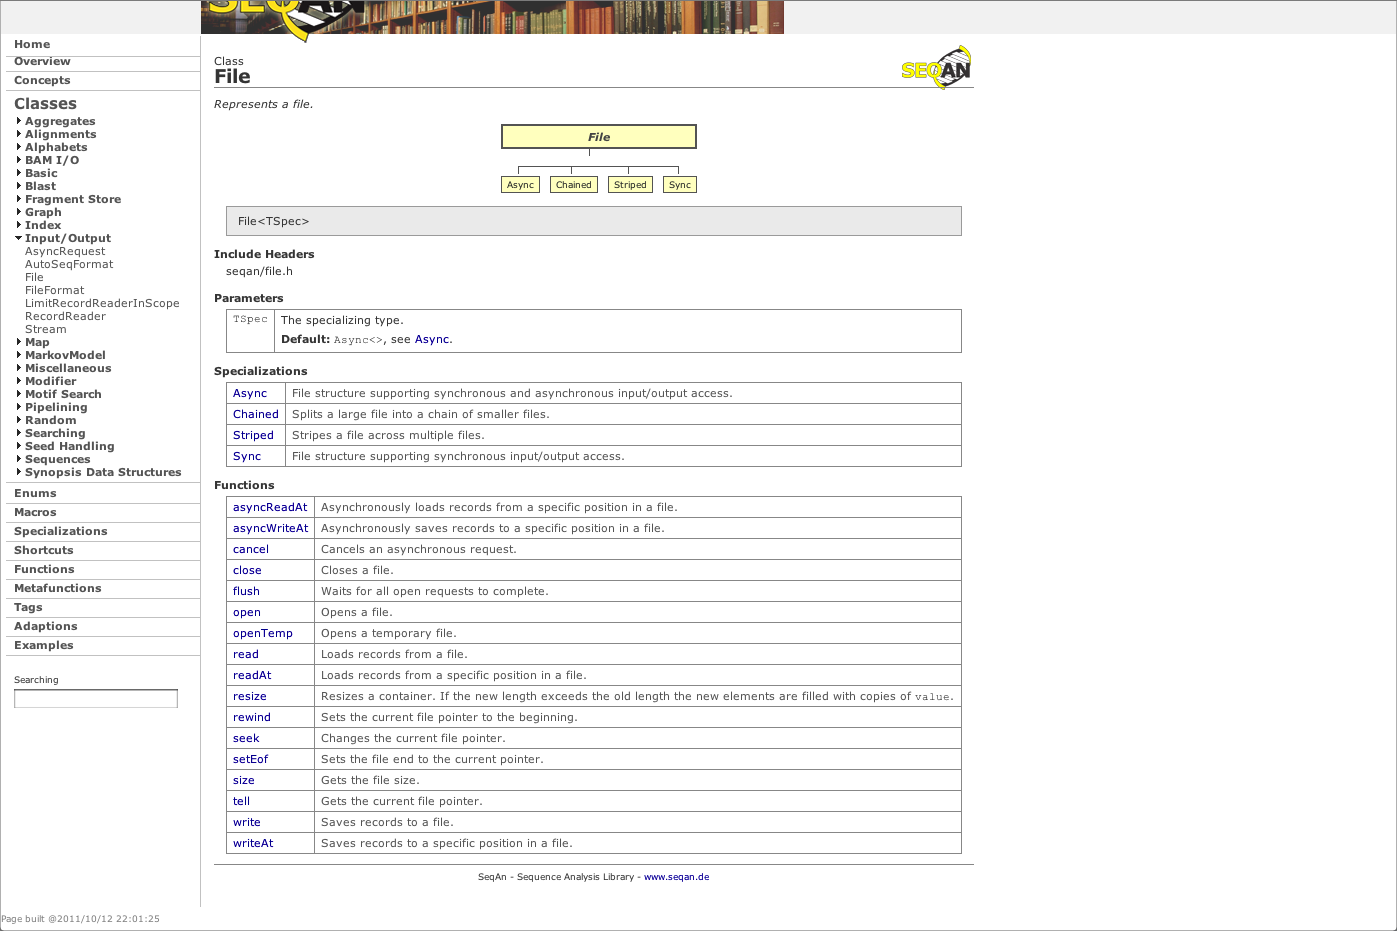 SEQAN
Home
Overview
Concepts
Classes
Aggregates
Alignments
Alphabets
BAM I/O
Basic
Blast
Fragment Store
Graph
Index
Input/Output
AsyncRequest
AutoSeqFormat
File
FileFormat
LimitRecordReaderInScope
RecordReader
Stream
Map
MarkovModel
Miscellaneous
Modifier
Motif Search
Pipelining
Random
Searching
Seed Handling
Sequences
Synopsis Data Structures
Enums
Macros
Specializations
Shortcuts
Functions
Metafunctions
Tags
Adaptions
Examples
Searching
Class
File
SEQAN
Represents a file.
File
Async Chained Striped Sync
File<TSpec>
Include Headers
seqan/file.h
Parameters
TSpec The specializing type.
Default: Async<>, see Async.
Specializations
Async File structure supporting synchronous and asynchronous input/output access.
Chained Splits a large file into a chain of smaller files.
Striped Stripes a file across multiple files.
Sync File structure supporting synchronous input/output access.
Functions
asyncReadAt Asynchronously loads records from a specific position in a file.
asyncWriteAt Asynchronously saves records to a specific position in a file.
cancel Cancels an asynchronous request.
close Closes a file.
flush Waits for all open requests to complete.
open Opens a file.
openTemp Opens a temporary file.
read Loads records from a file.
readAt Loads records from a specific position in a file.
resize Resizes a container. If the new length exceeds the old length the new elements are filled with copies of value.
rewind Sets the current file pointer to the beginning.
seek Changes the current file pointer.
setEof Sets the file end to the current pointer.
size Gets the file size.
tell Gets the current file pointer.
write Saves records to a file.
writeAt Saves records to a specific position in a file.
SeqAn - Sequence Analysis Library - www.seqan.de
Page built @2011/10/12 22:01:25